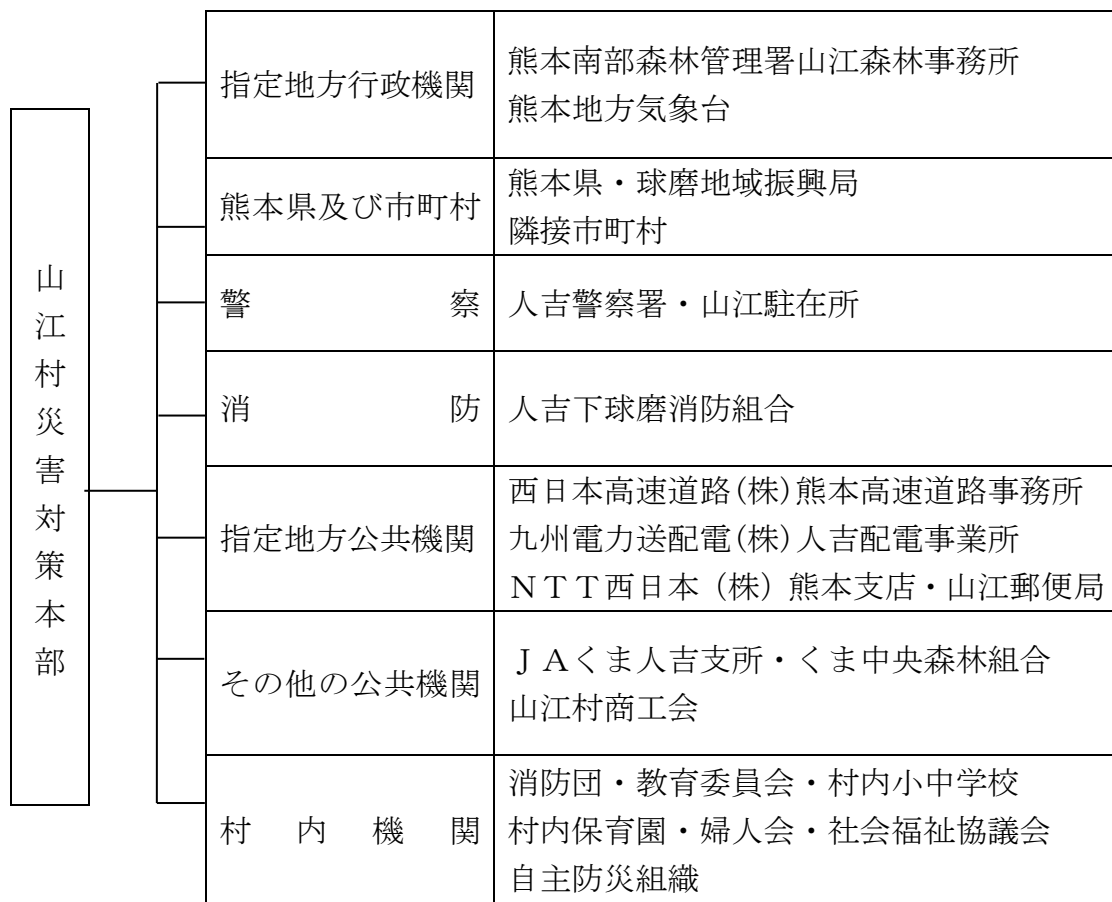 山江村災害対策本部
指定地方行政機関
熊本南部森林管理署山江森林事務所
熊本地方気象台
熊本県及び市町村
熊本県・球磨地域振興局
隣接市町村
警察
人吉警察署・山江駐在所
消防
人吉下球磨消防組合
指定地方公共機関
西日本高速道路(株)熊本高速道路事務所
九州電力送配電(株)人吉配電事業所
ＮＴＴ西日本（株）熊本支店・山江郵便局
その他の公共機関
ＪＡくま人吉支所・くま中央森林組合
山江村商工会
村内機関
消防団・教育委員会・村内小中学校
村内保育園・婦人会・社会福祉協議会
自主防災組織